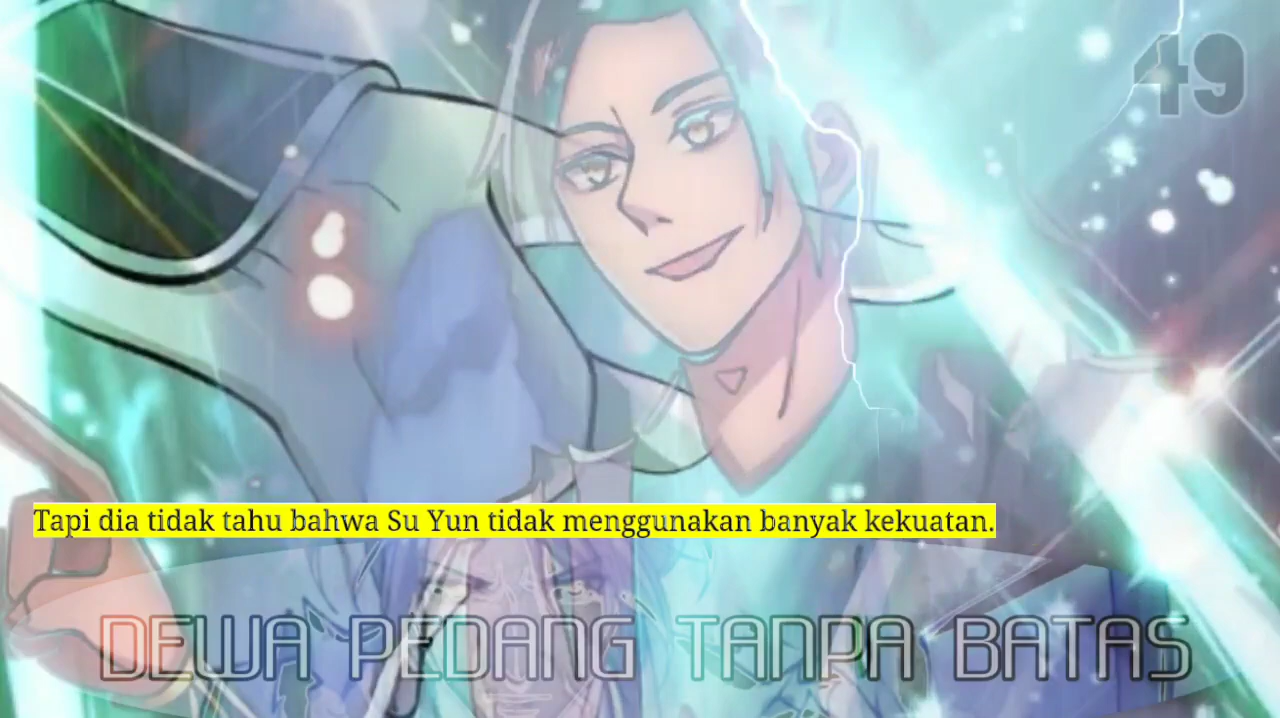 49
Tapi dia tidak tahu bahwa Su Yun tidak menggunakan banyak kekuatan.
DEWA PEDANG TANPA BATAS